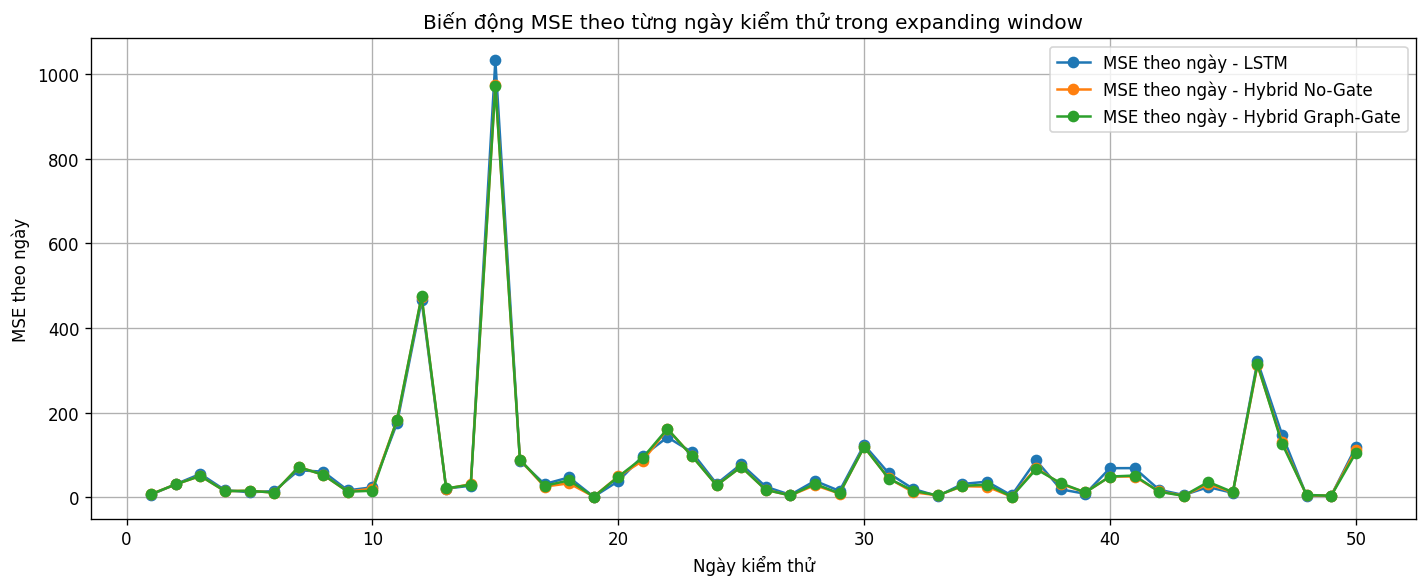 Biến động MSE theo từng ngày kiểm thử trong expanding window
MSE theo ngày - LSTM
MSE theo ngày - Hybrid No-Gate
MSE theo ngày - Hybrid Graph-Gate
MSE theo ngày
1000
800
600
400
200
0
0 10 20 30 40 50
Ngày kiểm thử